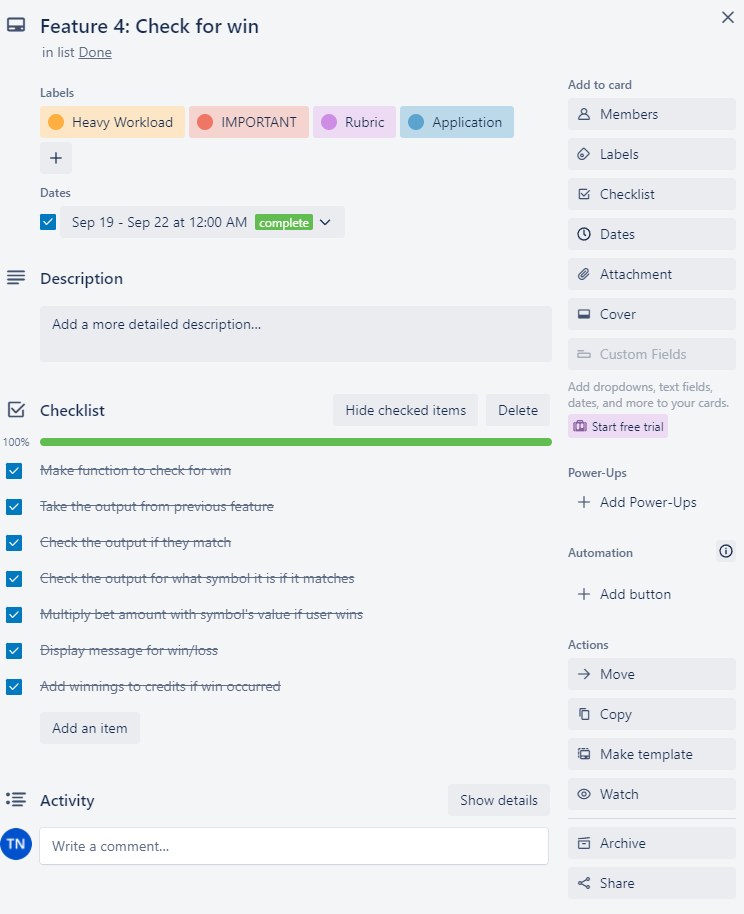 Feature 4: Check for win
in list Done
Labels
Heavy Workload
IMPORTANT
Rubric
Application
Dates
Sep 19 - Sep 22 at 12:00 AM complete
Description
Add a more detailed description...
Checklist
Hide checked items
Delete
100%
Make function to check for win
Take the output from previous feature
Check the output if they match
Check the output for what symbol it is if it matches
Multiply bet amount with symbol's value if user wins
Display message for win/loss
Add winnings to credits if win occurred
Add an item
Activity
Show details
TN
Write a comment...
Add to card
Members
Labels
Checklist
Dates
Attachment
Cover
Custom Fields
Add dropdowns, text fields,
dates, and more to your cards.
Start free trial
Power-Ups
Add Power-Ups
Automation
Add button
Actions
Move
Copy
Make template
Watch
Archive
Share